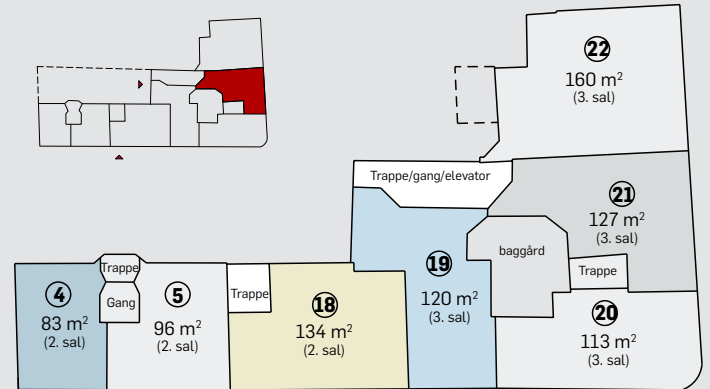 22
160 m²
(3. sal)
Trappe/gang/elevator
21
127 m²
(3. sal)
baggård
19
120 m²
(3. sal)
Trappe
Trappe
Gang
4
83 m²
(2. sal)
5
96 m²
(2. sal)
Trappe
18
134 m²
(2. sal)
20
113 m²
(3. sal)